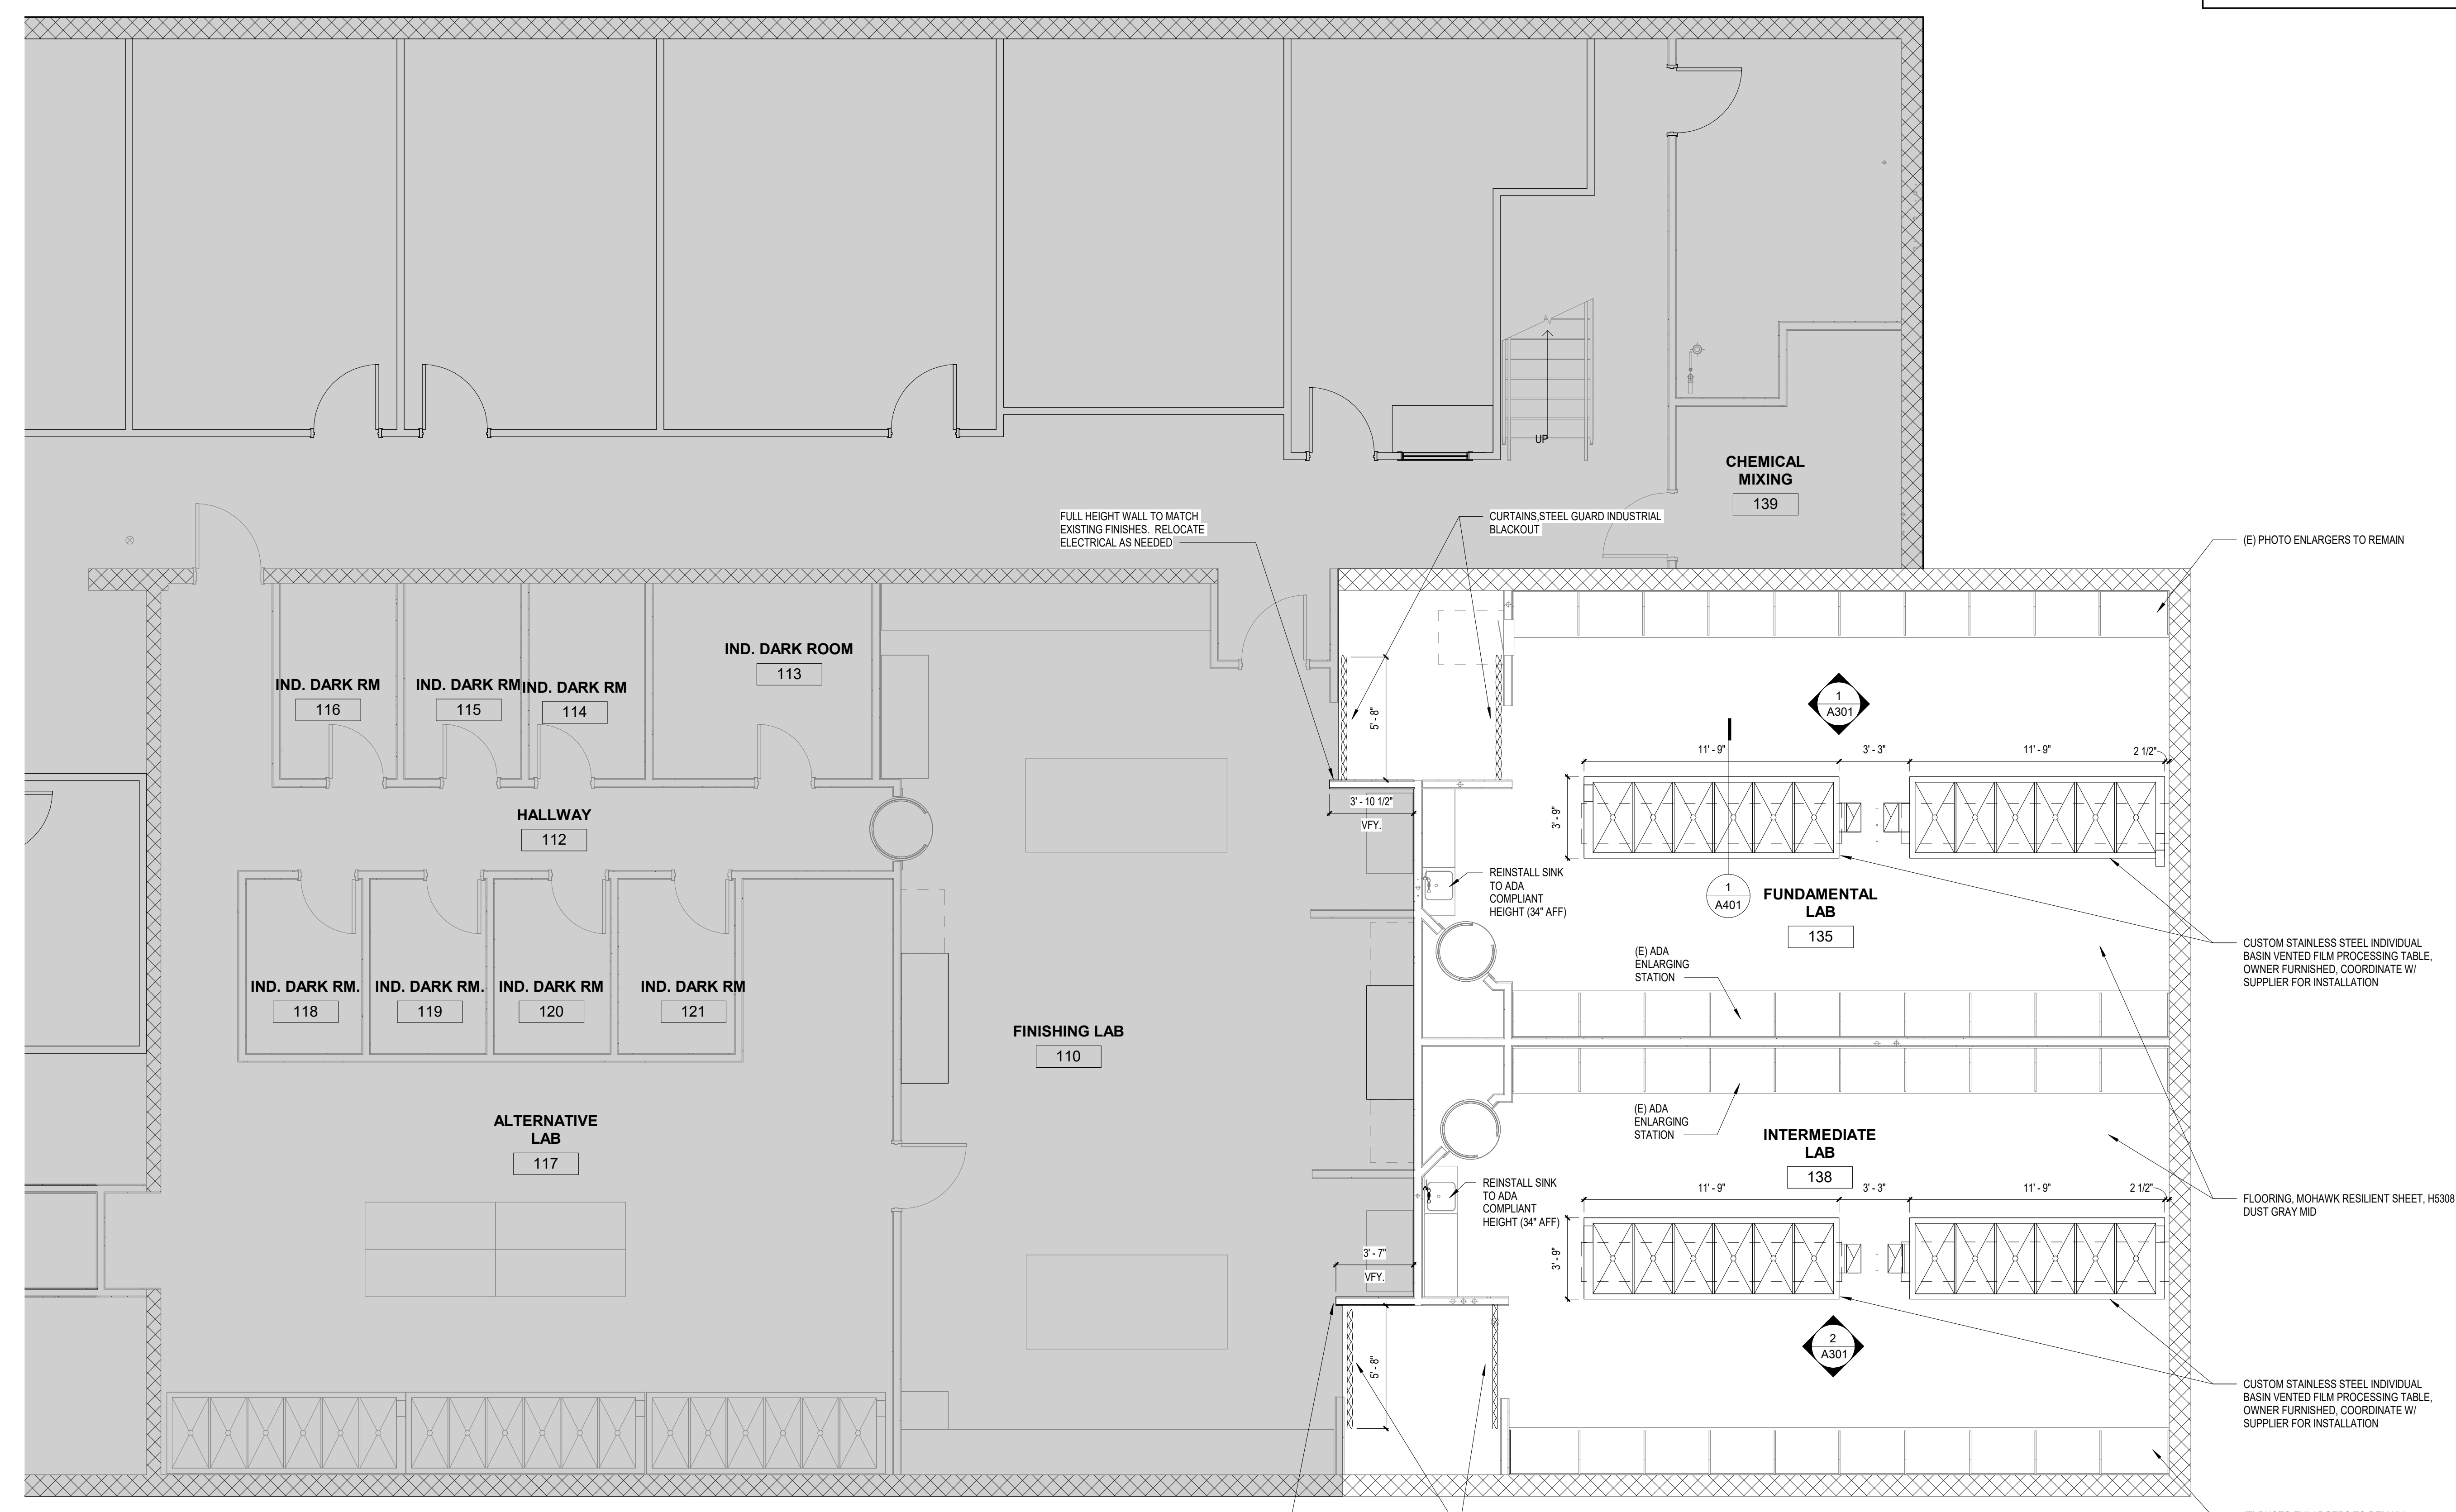 UP
CHEMICAL
MIXING
139
FULL HEIGHT WALL TO MATCH
EXISTING FINISHES. RELOCATE
ELECTRICAL AS NEEDED
CURTAINS,STEEL GUARD INDUSTRIAL
BLACKOUT
(E) PHOTO ENLARGERS TO REMAIN
IND. DARK ROOM
113
IND. DARK RM
116
IND. DARK RM
115
IND. DARK RM
114
5' - 8"
1
A301
11' - 9"
3' - 3"
11' - 9"
2 1/2"
3' - 9"
3' - 10 1/2"
VFY.
HALLWAY
112
REINSTALL SINK
TO ADA
COMPLIANT
HEIGHT (34" AFF)
1
A401
FUNDAMENTAL
LAB
135
CUSTOM STAINLESS STEEL INDIVIDUAL
BASIN VENTED FILM PROCESSING TABLE,
OWNER FURNISHED, COORDINATE W/
SUPPLIER FOR INSTALLATION
(E) ADA
ENLARGING
STATION
IND. DARK RM.
118
IND. DARK RM.
119
IND. DARK RM
120
IND. DARK RM
121
FINISHING LAB
110
(E) ADA
ENLARGING
STATION
ALTERNATIVE
LAB
117
INTERMEDIATE
LAB
138
REINSTALL SINK
TO ADA
COMPLIANT
HEIGHT (34" AFF)
11' - 9"
3' - 3"
11' - 9"
2 1/2"
3' - 9"
FLOORING, MOHAWK RESILIENT SHEET, H5308
DUST GRAY MID
3' - 7"
VFY.
5' - 8"
2
A301
CUSTOM STAINLESS STEEL INDIVIDUAL
BASIN VENTED FILM PROCESSING TABLE,
OWNER FURNISHED, COORDINATE W/
SUPPLIER FOR INSTALLATION